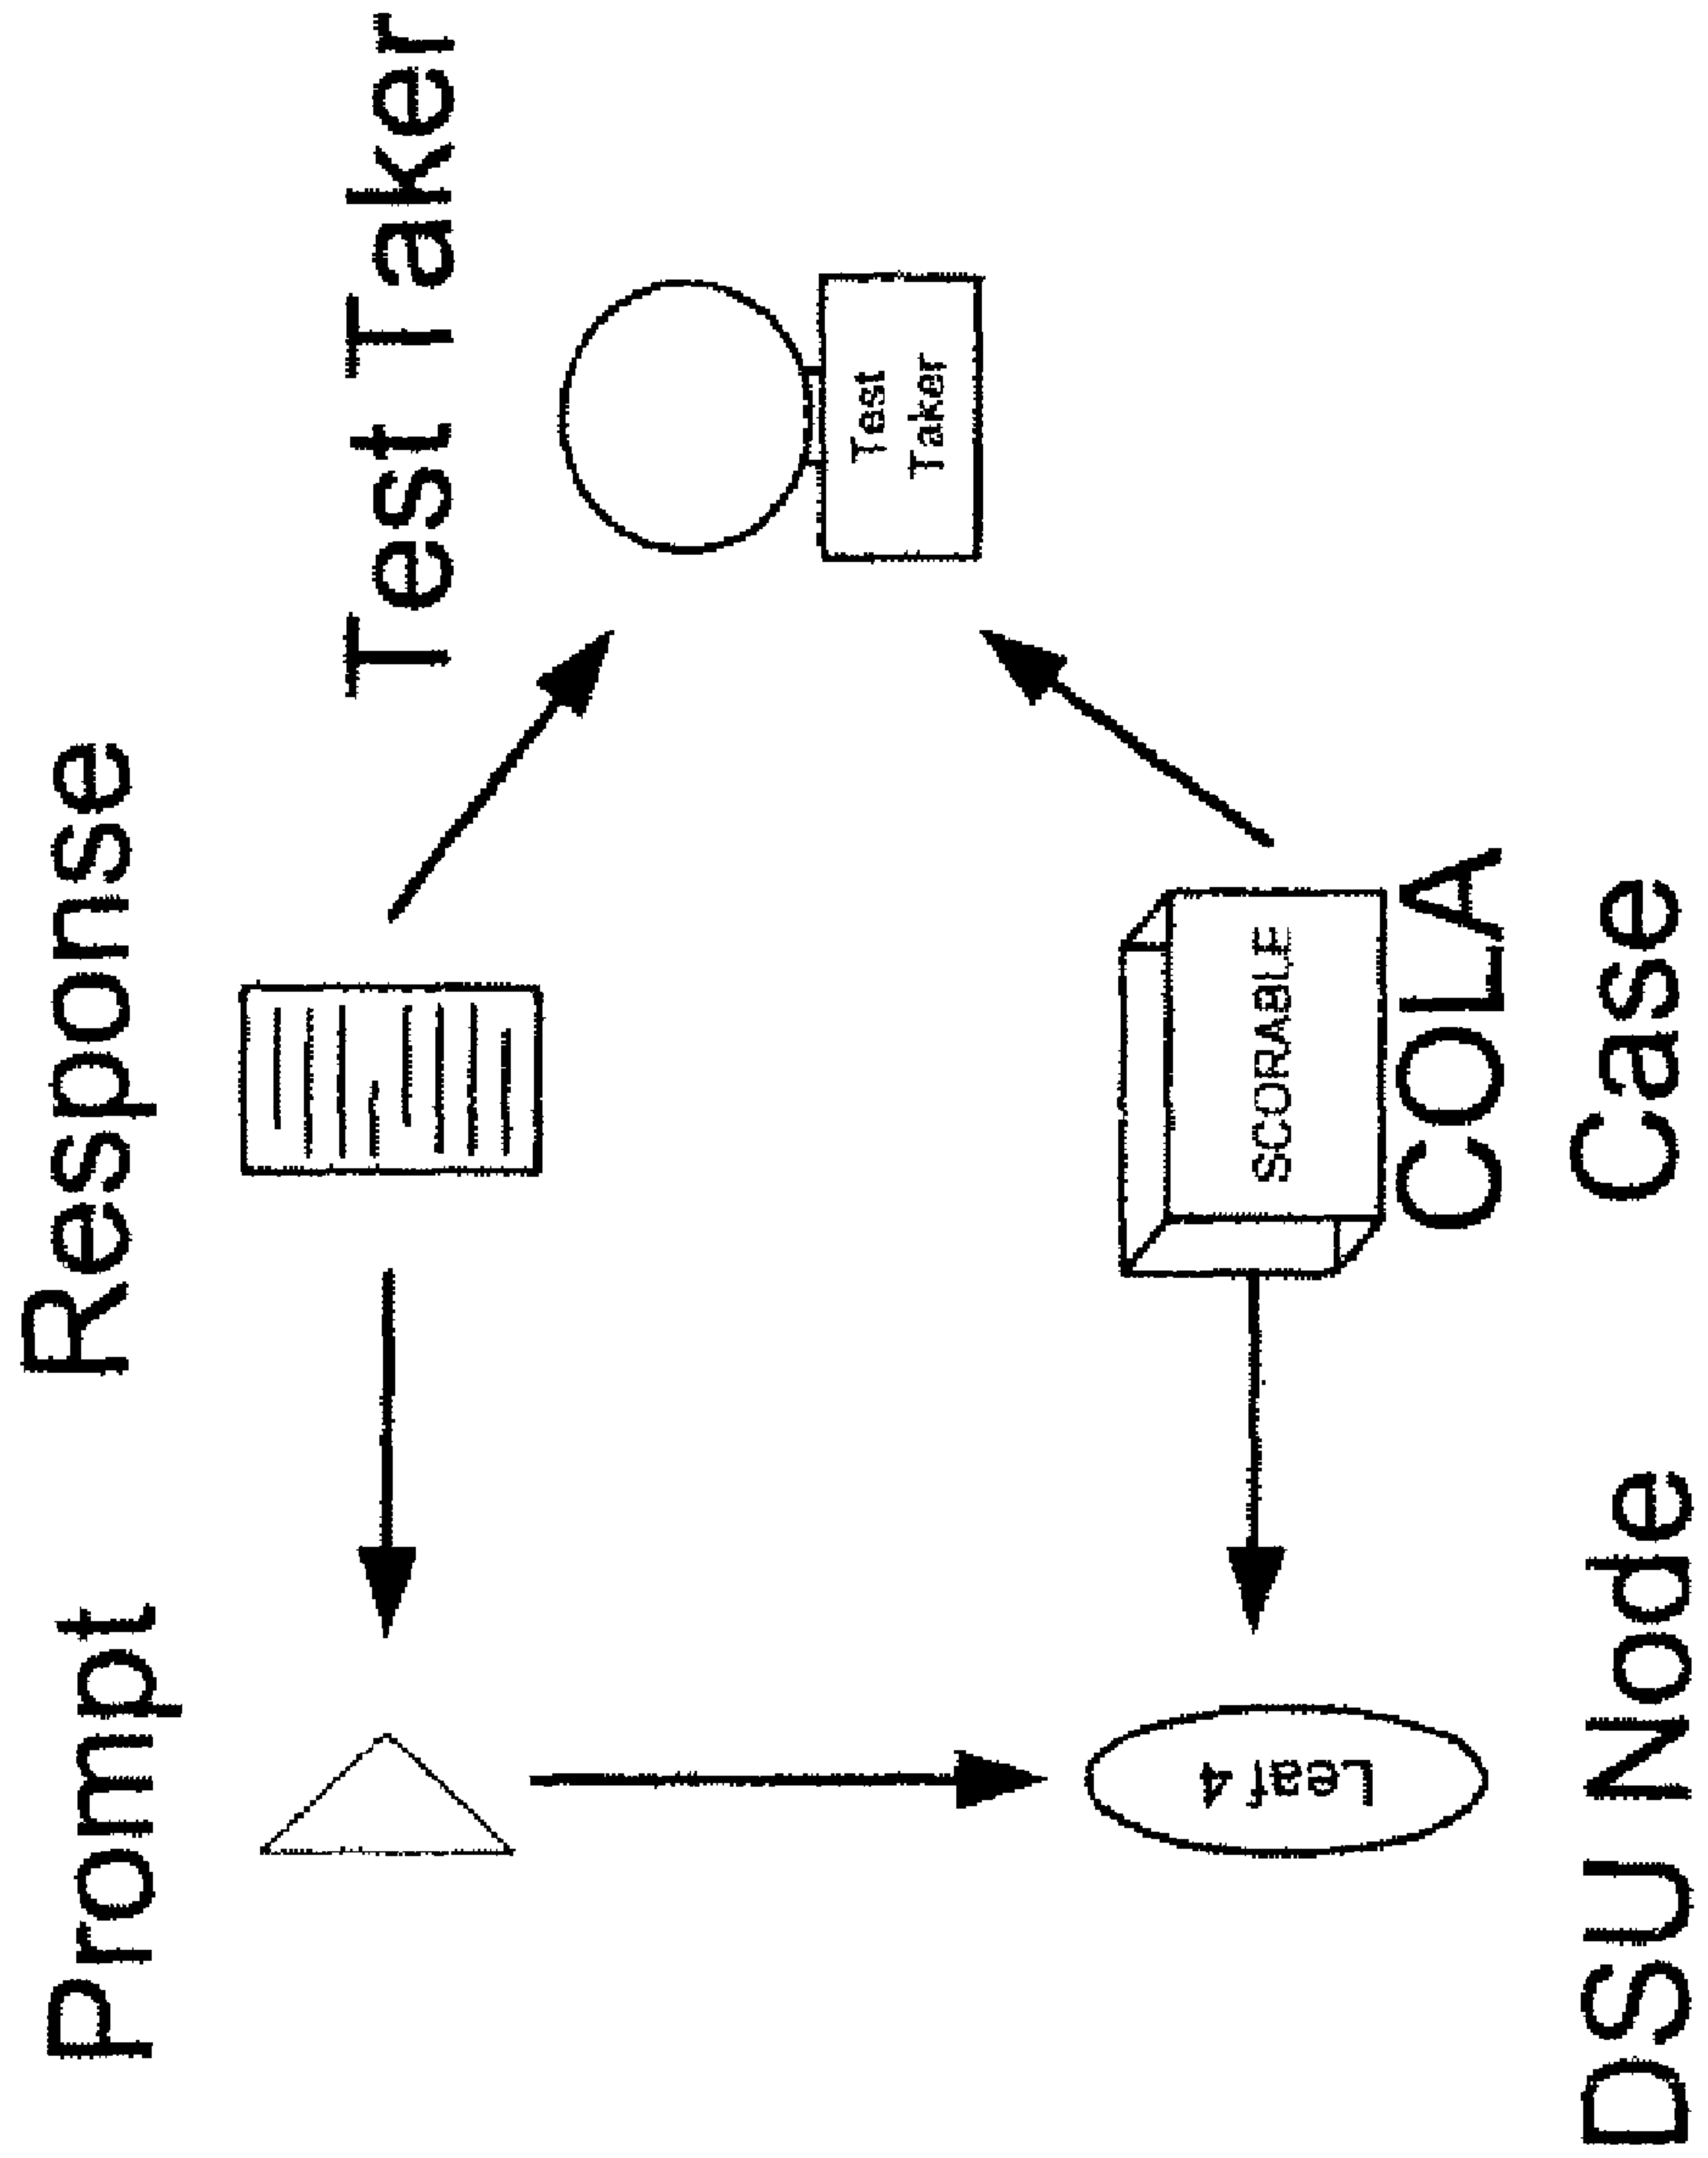 Prompt
Response
Test Taker
Test
Taker
Leaf 4
SCORABLE
COLA
DSU Node
Case